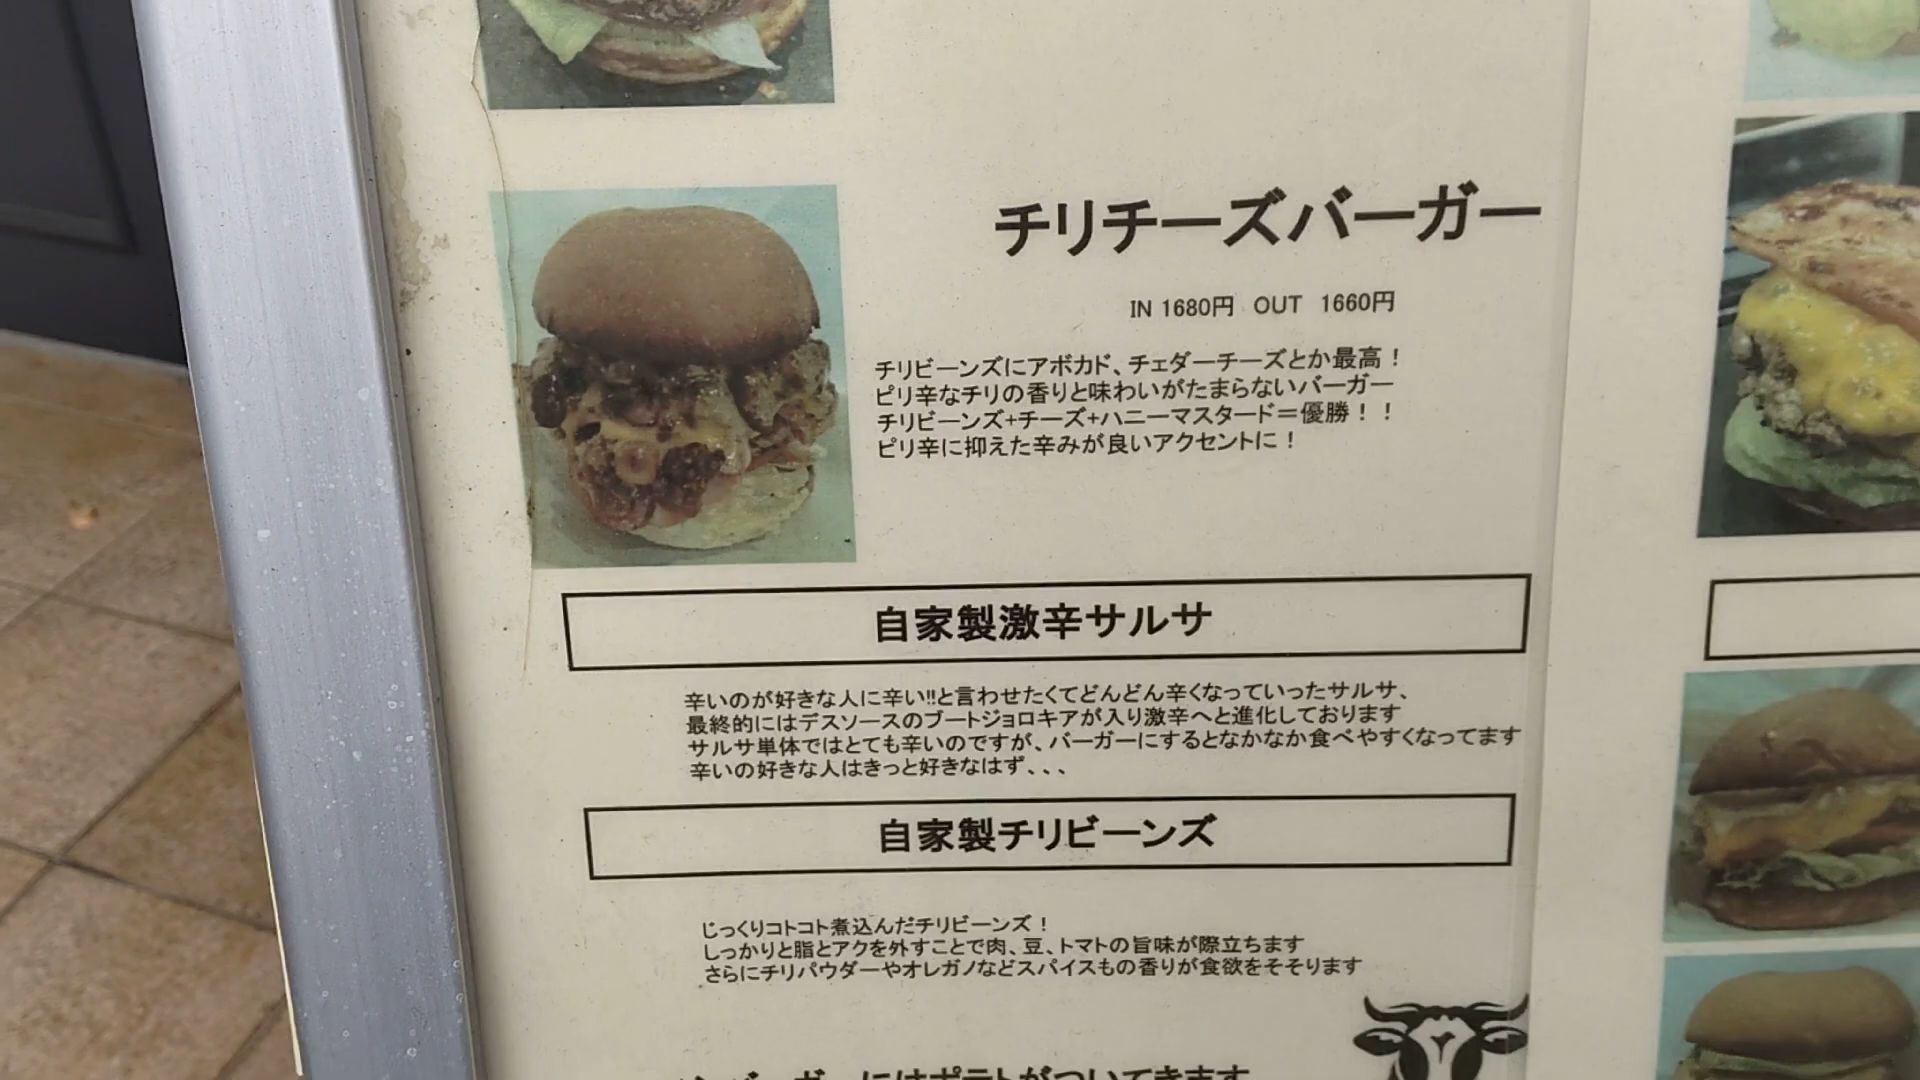 チリチーズバーガー
IN 1680円 OUT 1660円
チリビーンズにアボカド、チェダーチーズとか最高！
ピリ辛なチリの香りと味わいがたまらないバーガー
チリビーンズ+チーズ+ハニーマスタード＝優勝！！
ピリ辛に抑えた辛みが良いアクセントに！
自家製激辛サルサ
辛いのが好きな人に辛い!!と言わせたくてどんどん辛くなっていったサルサ、
最終的にはデスソースのブートジョロキアが入り激辛へと進化しております
サルサ単体ではとても辛いのですが、バーガーにするとなかなか食べやすくなってます
辛いの好きな人はきっと好きなはず、、、
自家製チリビーンズ
じっくりコトコト煮込んだチリビーンズ！
しっかりと脂とアクを外すことで肉、豆、トマトの旨味が際立ちます
さらにチリパウダーやオレガノなどスパイスもの香りが食欲をそそります
バーガーにはポテトがついてきます